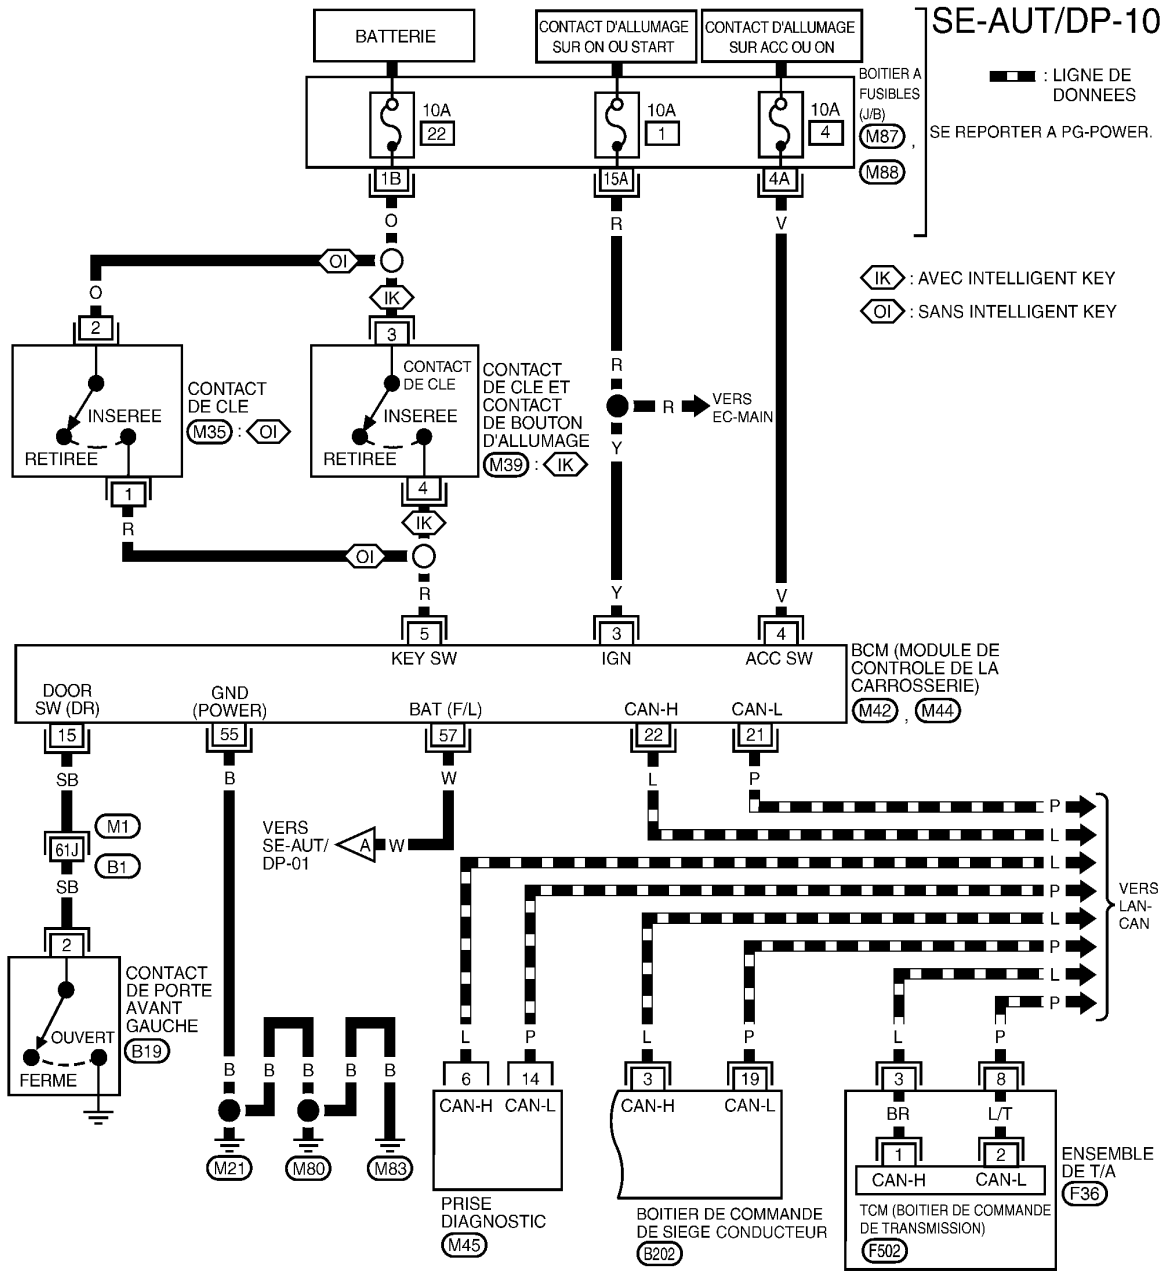 SE-AUT/DP-10
BATTERIE
CONTACT D'ALLUMAGE
SUR ON OU START
CONTACT D'ALLUMAGE
SUR ACC OU ON
: LIGNE DE
DONNEES
BOITIER A
FUSIBLES
(J/B)
M87 ,
M88
SE REPORTER A PG-POWER.
10A
22
10A
1
10A
4
1B
15A
4A
O
R
V
OI
IK
IK : AVEC INTELLIGENT KEY
OI : SANS INTELLIGENT KEY
O
2
3
CONTACT
DE CLE
M35 : OI
INSEREE
RETIREE
CONTACT
DE CLE
INSEREE
RETIREE
CONTACT
DE CLE ET
CONTACT
DE BOUTON
D'ALLUMAGE
M39 : IK
R
R
VERS
EC-MAIN
Y
1
4
R
IK
OI
R
Y
V
5
3
4
KEY SW
IGN
ACC SW
BCM (MODULE DE
CONTROLE DE LA
CARROSSERIE)
M42 , M44
DOOR
SW (DR)
GND
(POWER)
BAT (F/L)
CAN-H
CAN-L
15
55
57
22
21
SB
B
W
L
P
M1
61J
B1
SB
VERS
SE-AUT/
DP-01
A
W
P
L
L
P
L
P
L
P
VERS
LAN-
CAN
2
CONTACT
DE PORTE
AVANT
GAUCHE
B19
OUVERT
FERME
B
B
B
B
B
M21
M80
M83
L
P
L
P
L
P
6
14
3
19
3
8
CAN-H
CAN-L
CAN-H
CAN-L
BR
L/T
1
2
CAN-H
CAN-L
PRISE
DIAGNOSTIC
M45
BOITIER DE COMMANDE
DE SIEGE CONDUCTEUR
B202
TCM (BOITIER DE COMMANDE
DE TRANSMISSION)
F502
ENSEMBLE
DE T/A
F36